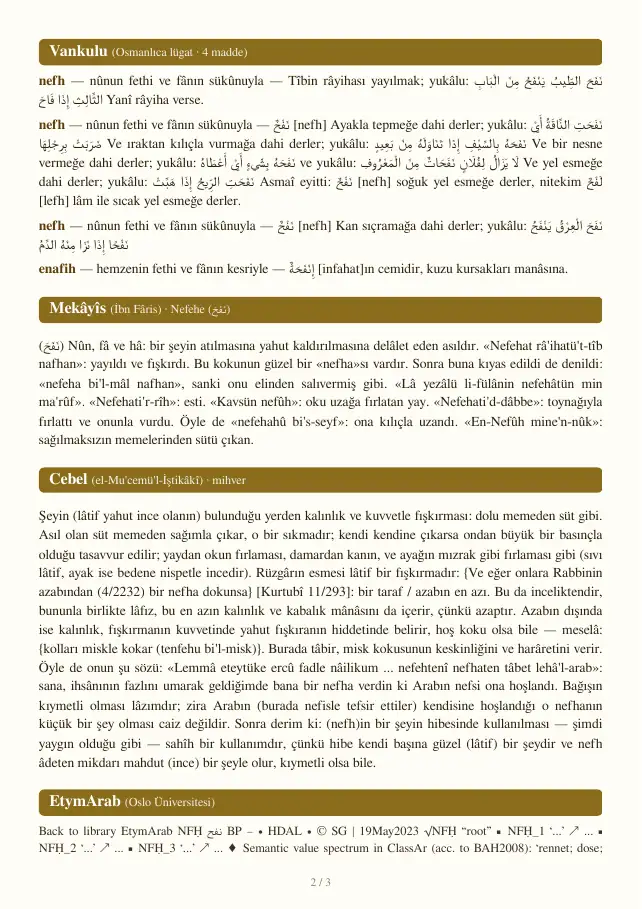 Vankulu (Osmanlıca lügat · 4 madde)
nefh — nûnun fethi ve fânın sükûnuyla — Tîbin râyihası yayılmak; yukâlu: نَفَحَ الطِّيبُ يَنْفَحُ مِنَ الْبَابِ
الثَّالِثِ إِذَا فَاحَ Yanî râyiha verse.
nefh — nûnun fethi ve fânın sükûnuyla — نَفْحٌ [nefh] Ayakla tepmeğe dahi derler; yukâlu: نَفَحَتِ النَّاقَةُ أَيْ
ضَرَبَتْ بِرِجْلِهَا Ve ıraktan kılıçla vurmağa dahi derler; yukâlu: نَفَحَهُ بِالسَّيْفِ إِذَا تَنَاوَلَهُ مِنْ بَعِيدٍ Ve bir nesne
vermeğe dahi derler; yukâlu: نَفَحَهُ بِشَيْءٍ أَيْ أَعْطَاهُ ve yukâlu: لَا يَزَالُ لِفُلَانٍ نَفَحَاتٌ مِنَ الْمَعْرُوفِ Ve yel esmeğe
dahi derler; yukâlu: نَفَحَتِ الرِّيحُ إِذَا هَبَّتْ Asmaî eyitti: نَفْحٌ [nefh] soğuk yel esmeğe derler, nitekim لَفْحٌ
[lefh] lâm ile sıcak yel esmeğe derler.
nefh — nûnun fethi ve fânın sükûnuyla — نَفْحٌ [nefh] Kan sıçramağa dahi derler; yukâlu: نَفَحَ الْعِرْقُ يَنْفَحُ
نَفْحًا إِذَا نَزَا مِنْهُ الدَّمُ
enafih — hemzenin fethi ve fânın kesriyle — إِنْفَحَةٌ [infahat]ın cemidir, kuzu kursakları manâsına.
Mekâyîs (İbn Fâris) · Nefehe (نَفَحَ)
(نَفَحَ) Nûn, fâ ve hâ: bir şeyin atılmasına yahut kaldırılmasına delâlet eden asıldır. «Nefehat râ'ihatü't-tîb
nafhan»: yayıldı ve fışkırdı. Bu kokunun güzel bir «nefha»sı vardır. Sonra buna kıyas edildi de denildi:
«nefeha bi'l-mâl nafhan», sanki onu elinden salıvermiş gibi. «Lâ yezâlü li-fülânin nefehâtün min
ma'rûf». «Nefehati'r-rîh»: esti. «Kavsün nefûh»: oku uzağa fırlatan yay. «Nefehati'd-dâbbe»: toynağıyla
fırlattı ve onunla vurdu. Öyle de «nefehahû bi's-seyf»: ona kılıçla uzandı. «En-Nefûh mine'n-nûk»:
sağılmaksızın memelerinden sütü çıkan.
Cebel (el-Mu'cemü'l-İştikâkî) · mihver
Şeyin (lâtif yahut ince olanın) bulunduğu yerden kalınlık ve kuvvetle fışkırması: dolu memeden süt gibi.
Asıl olan süt memeden sağımla çıkar, o bir sıkmadır; kendi kendine çıkarsa ondan büyük bir basınçla
olduğu tasavvur edilir; yaydan okun fırlaması, damardan kanın, ve ayağın mızrak gibi fırlaması gibi (sıvı
lâtif, ayak ise bedene nispetle incedir). Rüzgârın esmesi lâtif bir fışkırmadır: {Ve eğer onlara Rabbinin
azabından (4/2232) bir nefha dokunsa} [Kurtubî 11/293]: bir taraf / azabın en azı. Bu da inceliktendir,
bununla birlikte lâfız, bu en azın kalınlık ve kabalık mânâsını da içerir, çünkü azaptır. Azabın dışında
ise kalınlık, fışkırmanın kuvvetinde yahut fışkıranın hiddetinde belirir, hoş koku olsa bile — meselâ:
{kolları miskle kokar (tenfehu bi'l-misk)}. Burada tâbir, misk kokusunun keskinliğini ve harâretini verir.
Öyle de onun şu sözü: «Lemmâ eteytüke ercû fadle nâilikum ... nefehtenî nefhaten tâbet lehâ'l-arab»:
sana, ihsânının fazlını umarak geldiğimde bana bir nefha verdin ki Arabın nefsi ona hoşlandı. Bağışın
kıymetli olması lâzımdır; zira Arabın (burada nefisle tefsir ettiler) kendisine hoşlandığı o nefhanın
küçük bir şey olması caiz değildir. Sonra derim ki: (nefh)in bir şeyin hibesinde kullanılması — şimdi
yaygın olduğu gibi — sahîh bir kullanımdır, çünkü hibe kendi başına güzel (lâtif) bir şeydir ve nefh
âdeten mikdarı mahdut (ince) bir şeyle olur, kıymetli olsa bile.
EtymArab (Oslo Üniversitesi)
Back to library EtymArab NFḤ نفح BP – • HDAL • © SG | 19May2023 √NFḤ “root” ▪ NFḤ_1 ‘...’ ↗ ... ▪
NFḤ_2 ‘...’ ↗ ... ▪ NFḤ_3 ‘...’ ↗ ... ♦ Semantic value spectrum in ClassAr (acc. to BAH2008): ‘rennet; dose;
2 / 3